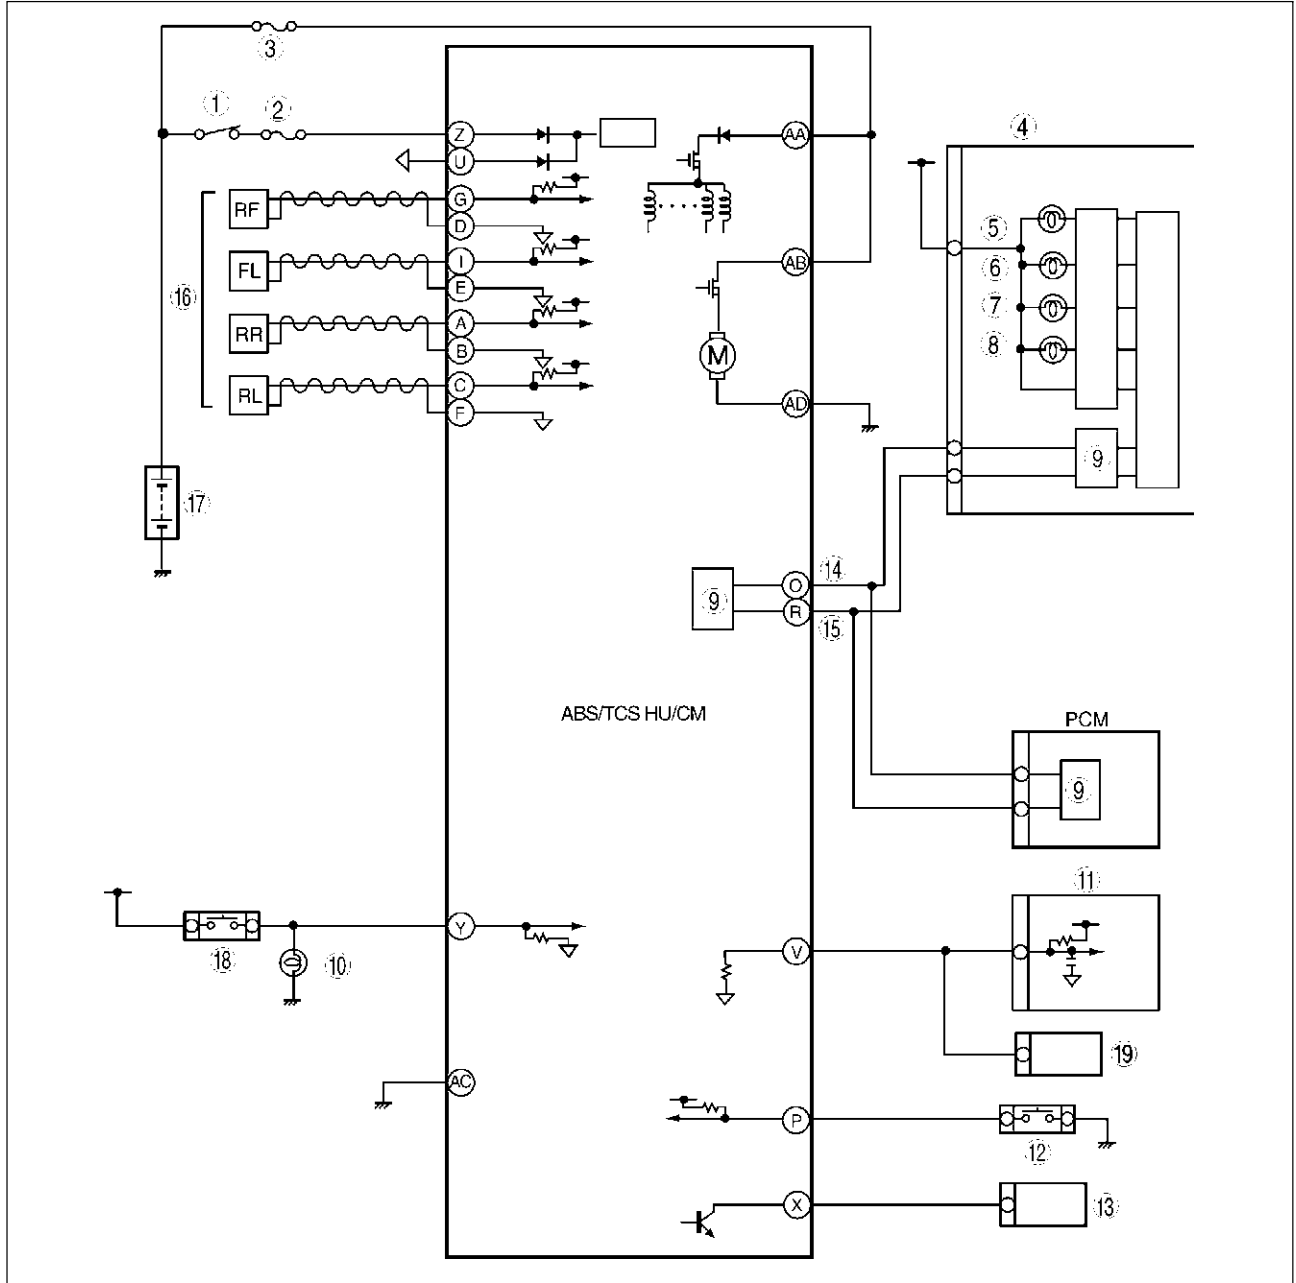 ③
① ② Z AA ④
U
RF G
D ⑤
FL I AB ⑥
⑯ E ⑦
RR A M ⑧
B
RL C AD
F
⑨
⑰
O ⑭
⑨ R ⑮
ABS/TCS HU/CM PCM
⑨
⑪
⑱ ⑩ Y V
⑲
AC
P
⑫
X ⑬